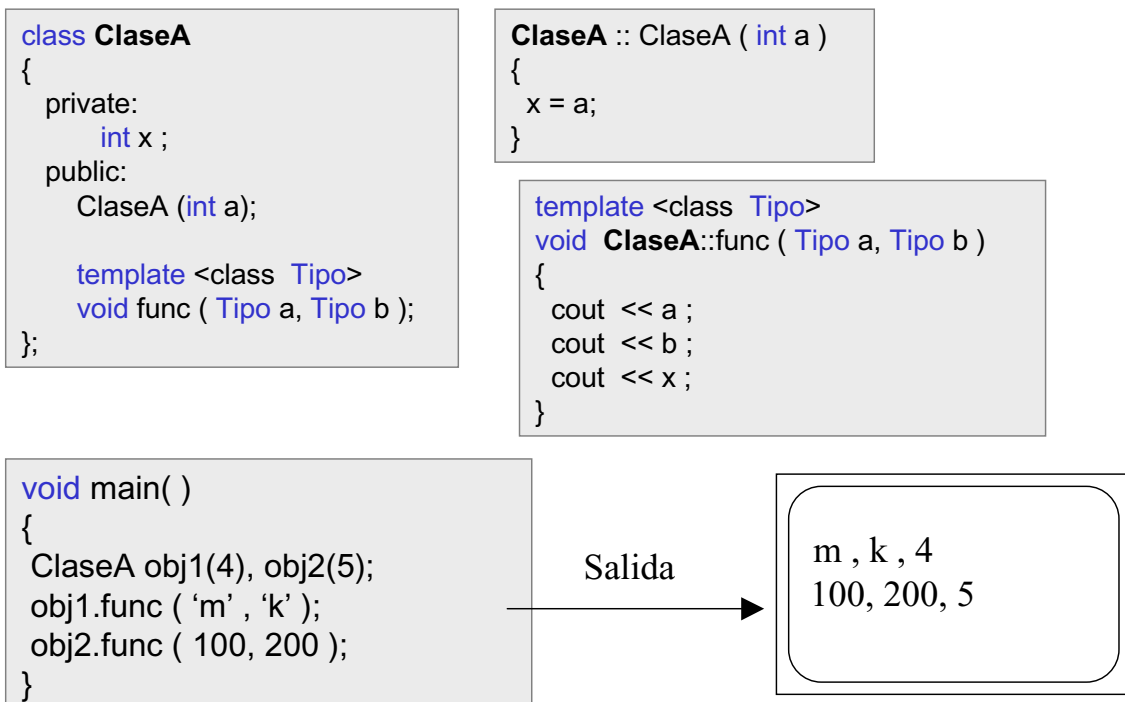 class ClaseA
{
private:
int x ;
public:
ClaseA (int a);
template <class Tipo>
void func ( Tipo a, Tipo b );
};
ClaseA :: ClaseA ( int a )
{
x = a;
}
template <class Tipo>
void ClaseA::func ( Tipo a, Tipo b )
{
cout << a ;
cout << b ;
cout << x ;
}
void main( )
{
ClaseA obj1(4), obj2(5);
obj1.func ( ‘m’ , ‘k’ );
obj2.func ( 100, 200 );
}
Salida
m , k , 4
100, 200, 5